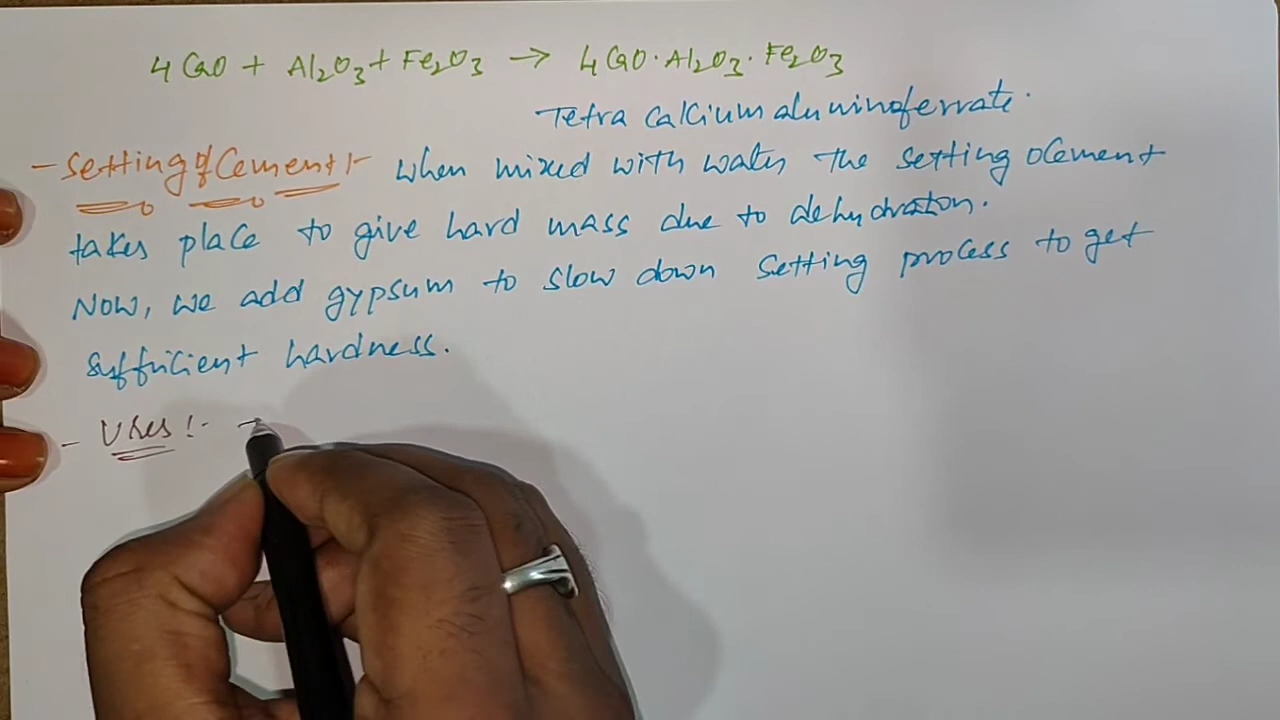 4CaO + Al₂O₃ + Fe₂O₃ → 4CaO·Al₂O₃·Fe₂O₃
Tetra calcium aluminoferrate.
- Setting of Cement :- When mixed with water, the setting ocement
takes place to give hard mass due to dehydration.
Now, we add gypsum to slow down setting process to get
sufficient hardness.
- Uses :-